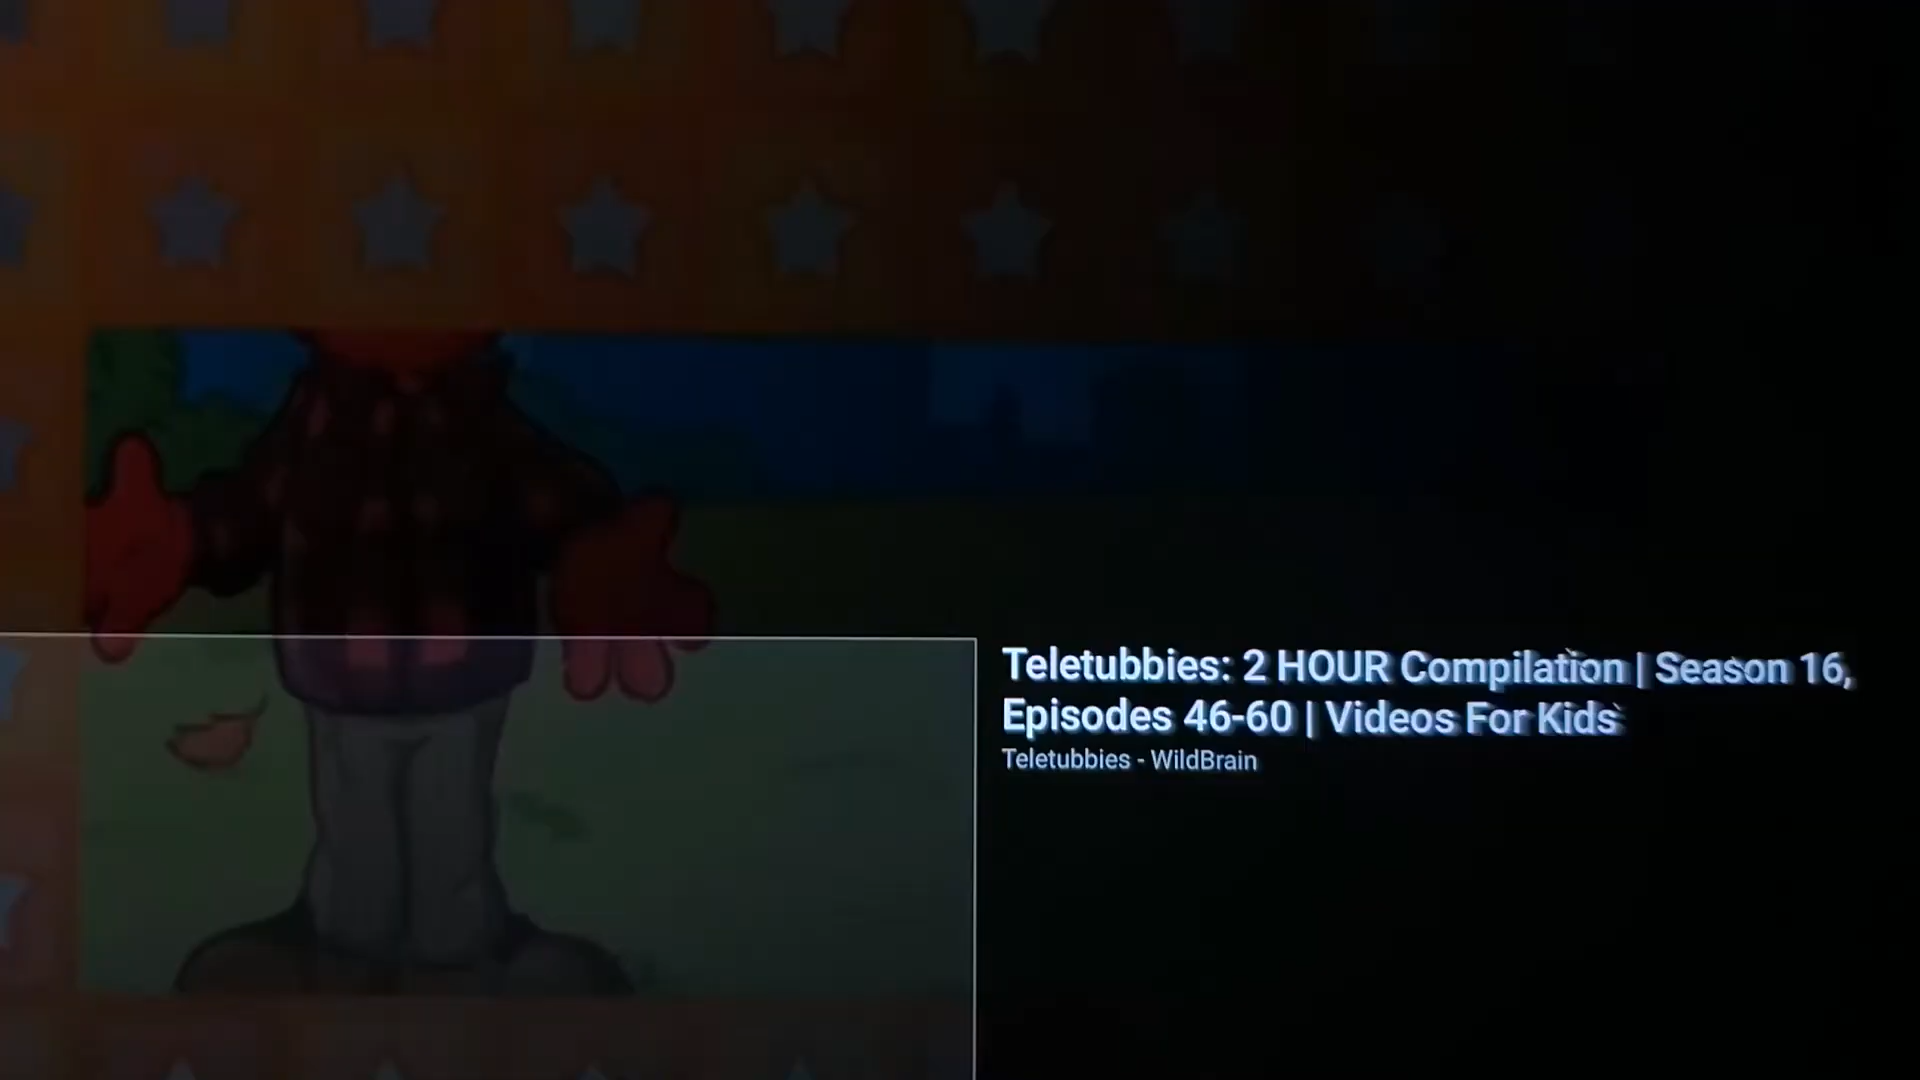 Teletubbies: 2 HOUR Compilation | Season 16,
Episodes 46-60 | Videos For Kids
Teletubbies - WildBrain